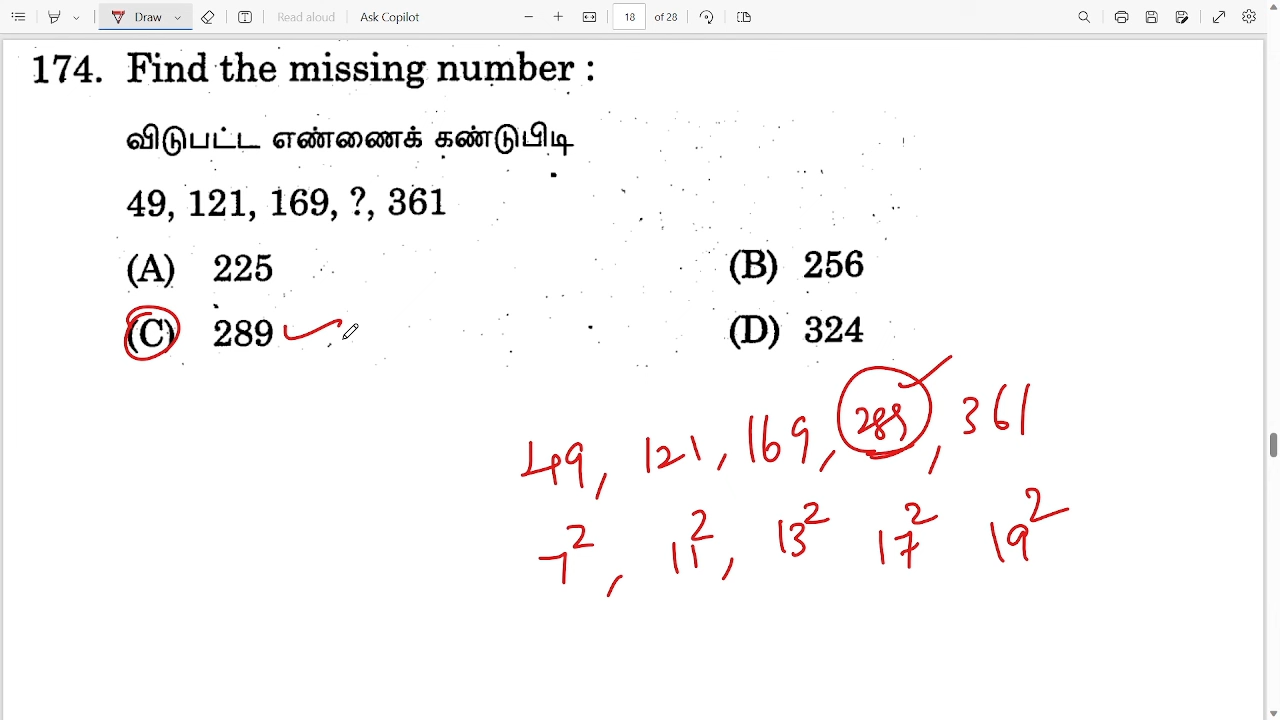 Draw Read aloud Ask Copilot 18 of 28
174. Find the missing number :
விடுபட்ட எண்ணைக் கண்டுபிடி
49, 121, 169, ?, 361
(A) 225 (B) 256
(C) 289 (D) 324
49, 121, 169, 289, 361
7², 11², 13² 17² 19²